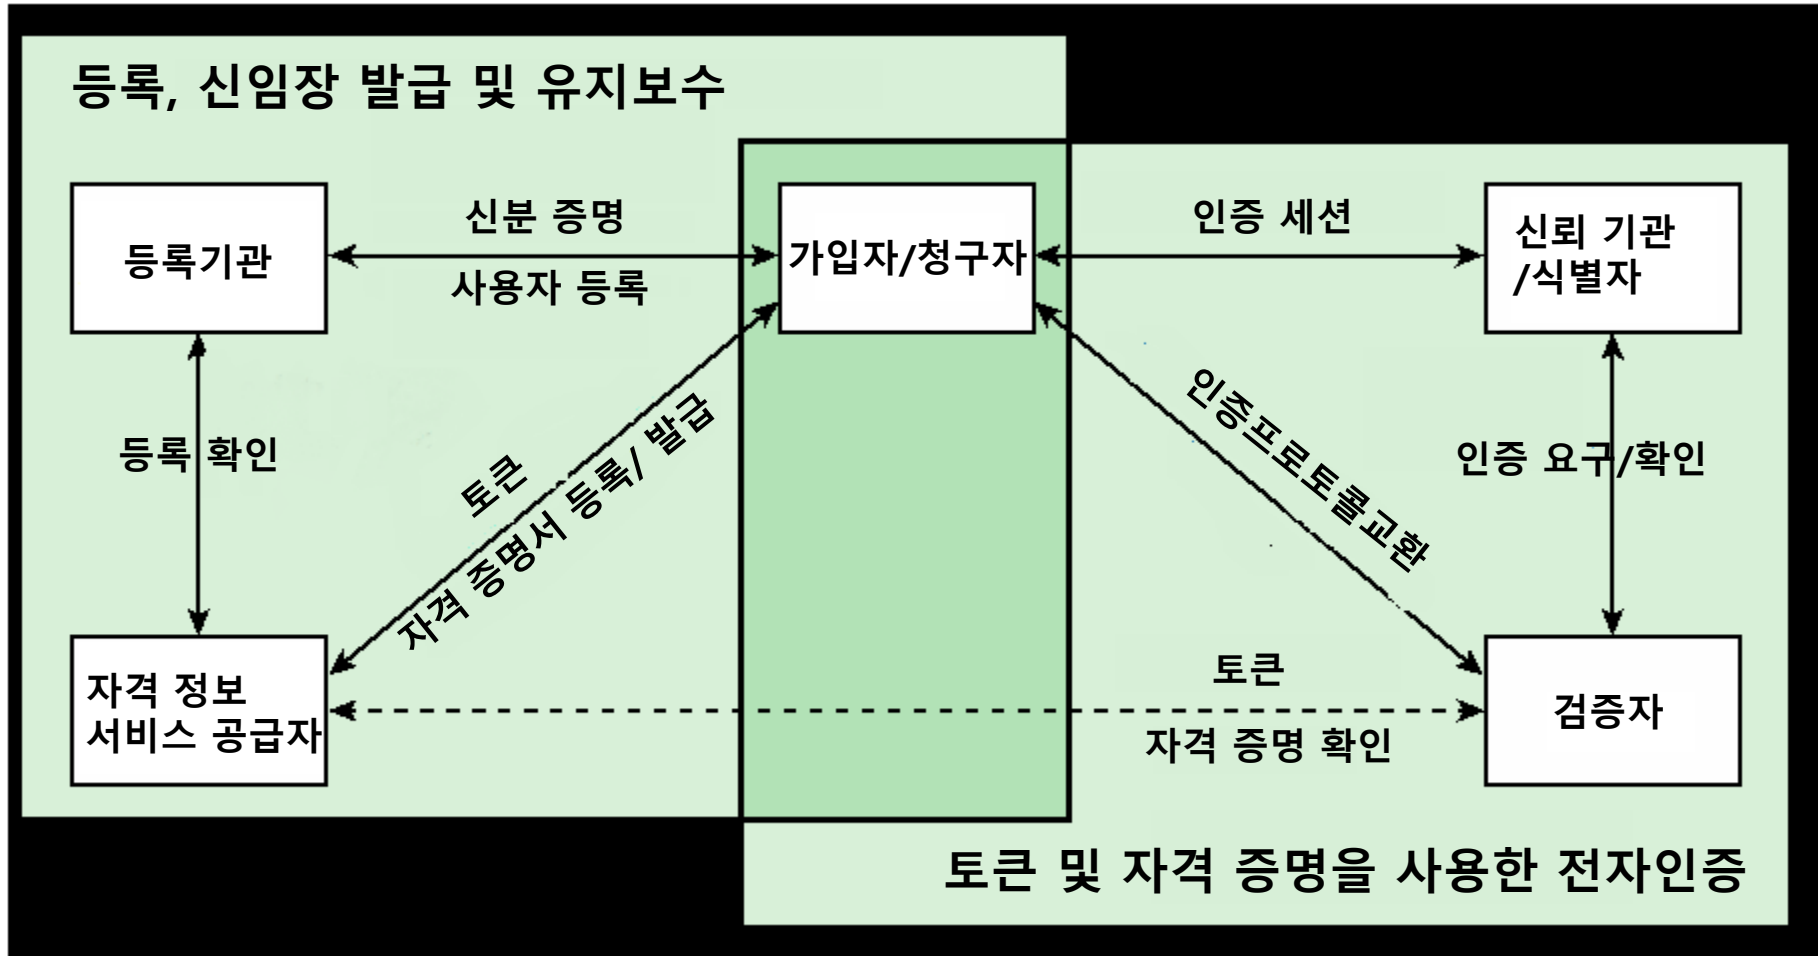 등록, 신임장 발급 및 유지보수
등록기관
신분 증명
사용자 등록
가입자/청구자
인증 세션
신뢰 기관
/식별자
등록 확인
토큰
자격 증명서 등록/ 발급
인증프로토콜교환
인증 요구/확인
자격 정보
서비스 공급자
토큰
자격 증명 확인
검증자
토큰 및 자격 증명을 사용한 전자인증